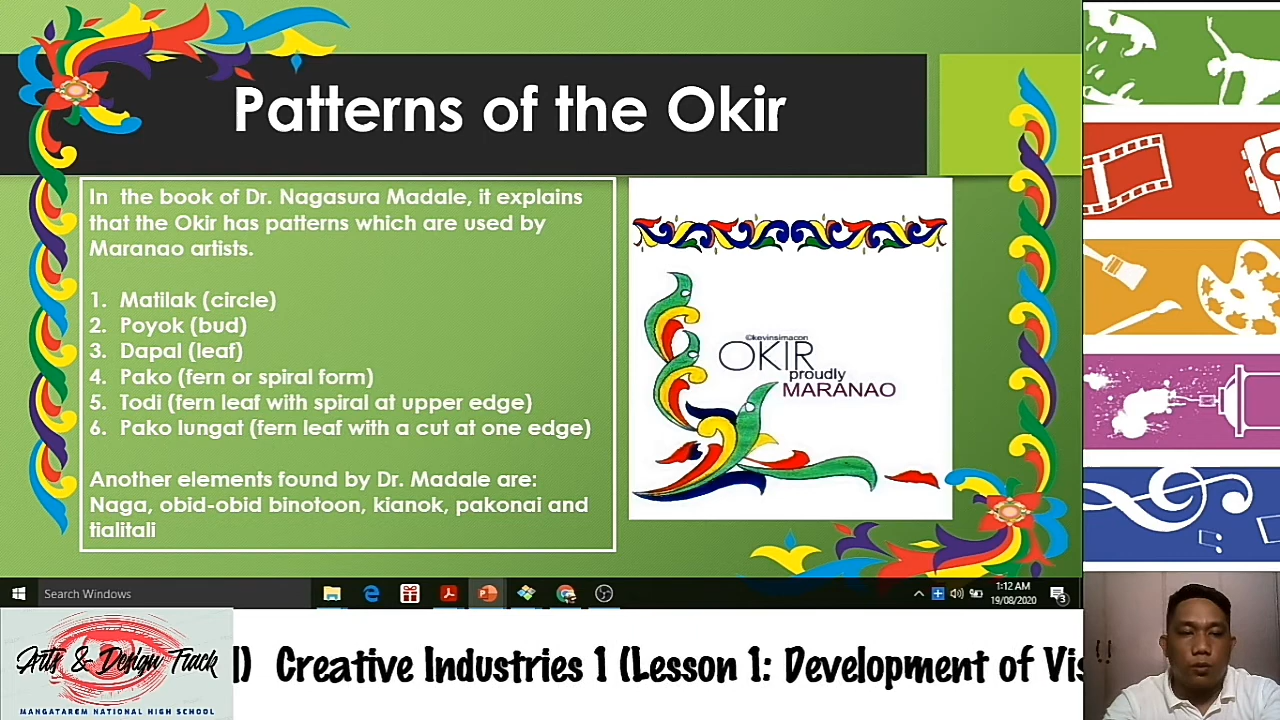 Patterns of the Okir
In the book of Dr. Nagasura Madale, it explains
that the Okir has patterns which are used by
Maranao artists.
1. Matilak (circle)
2. Poyok (bud)
3. Dapal (leaf)
4. Pako (fern or spiral form)
5. Todi (fern leaf with spiral at upper edge)
6. Pako lungat (fern leaf with a cut at one edge)
Another elements found by Dr. Madale are:
Naga, obid-obid binotoon, kianok, pakonai and
tialitali
©kevinsimacon
OKIR
proudly
MARANAO
Search Windows
1:12 AM
19/08/2020
3
Arts & Design Track
MANGATAREM NATIONAL HIGH SCHOOL
) Creative Industries 1 (Lesson 1: Development of Vis